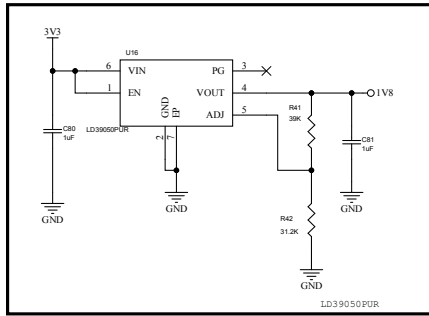 3V3
U16
6 VIN PG 3
1 EN VOUT 4 1V8
GND EP ADJ 5
R41
39K
C80
1uF
LD39050PUR
2 7
C81
1uF
GND
GND
GND
R42
31.2K
GND
LD39050PUR